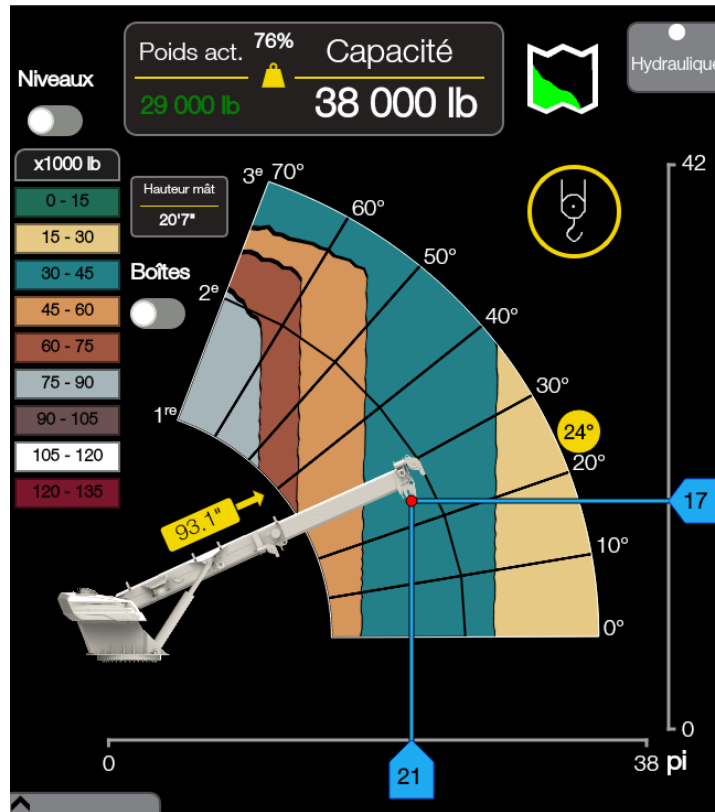 Poids act.
76%
Capacité
29 000 lb
38 000 lb
Hydraulique
Niveaux
x1000 lb
0 - 15
15 - 30
30 - 45
45 - 60
60 - 75
75 - 90
90 - 105
105 - 120
120 - 135
Hauteur mât
20'7"
Boîtes
3e 70°
60°
50°
40°
30°
24°
20°
10°
0°
2e
1re
93.1"
42
17
0
0
21
38 pi